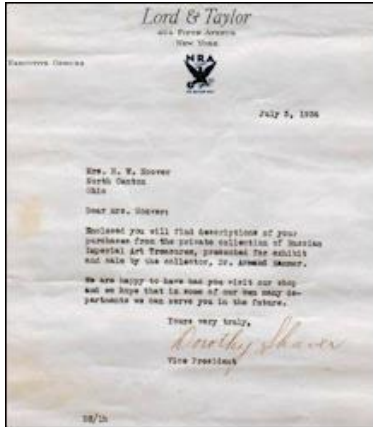 Lord & Taylor
Fifth Avenue
New York
Executive Offices
NRA
July 5, 1934
Mrs. H. W. Hoover
North Canton
Ohio
Dear Mrs. Hoover:
Enclosed you will find descriptions of your
purchases from the private collection of Russian
Imperial Art Treasures, presented for exhibit
and sale by the collector, Dr. Armand Hammer.
We are happy to have had you visit our shop
and we hope that in some of our own many de-
partments we can serve you in the future.
Yours very truly,
Dorothy Shaver
Vice President